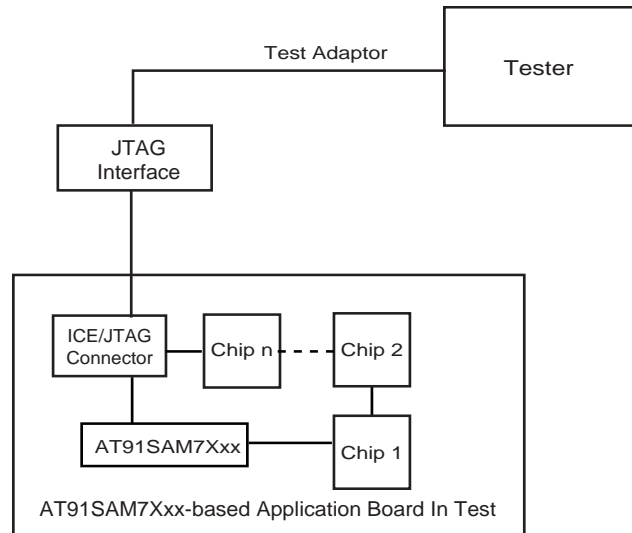 Test Adaptor
Tester
JTAG
Interface
ICE/JTAG
Connector
Chip n
Chip 2
AT91SAM7Xxx
Chip 1
AT91SAM7Xxx-based Application Board In Test